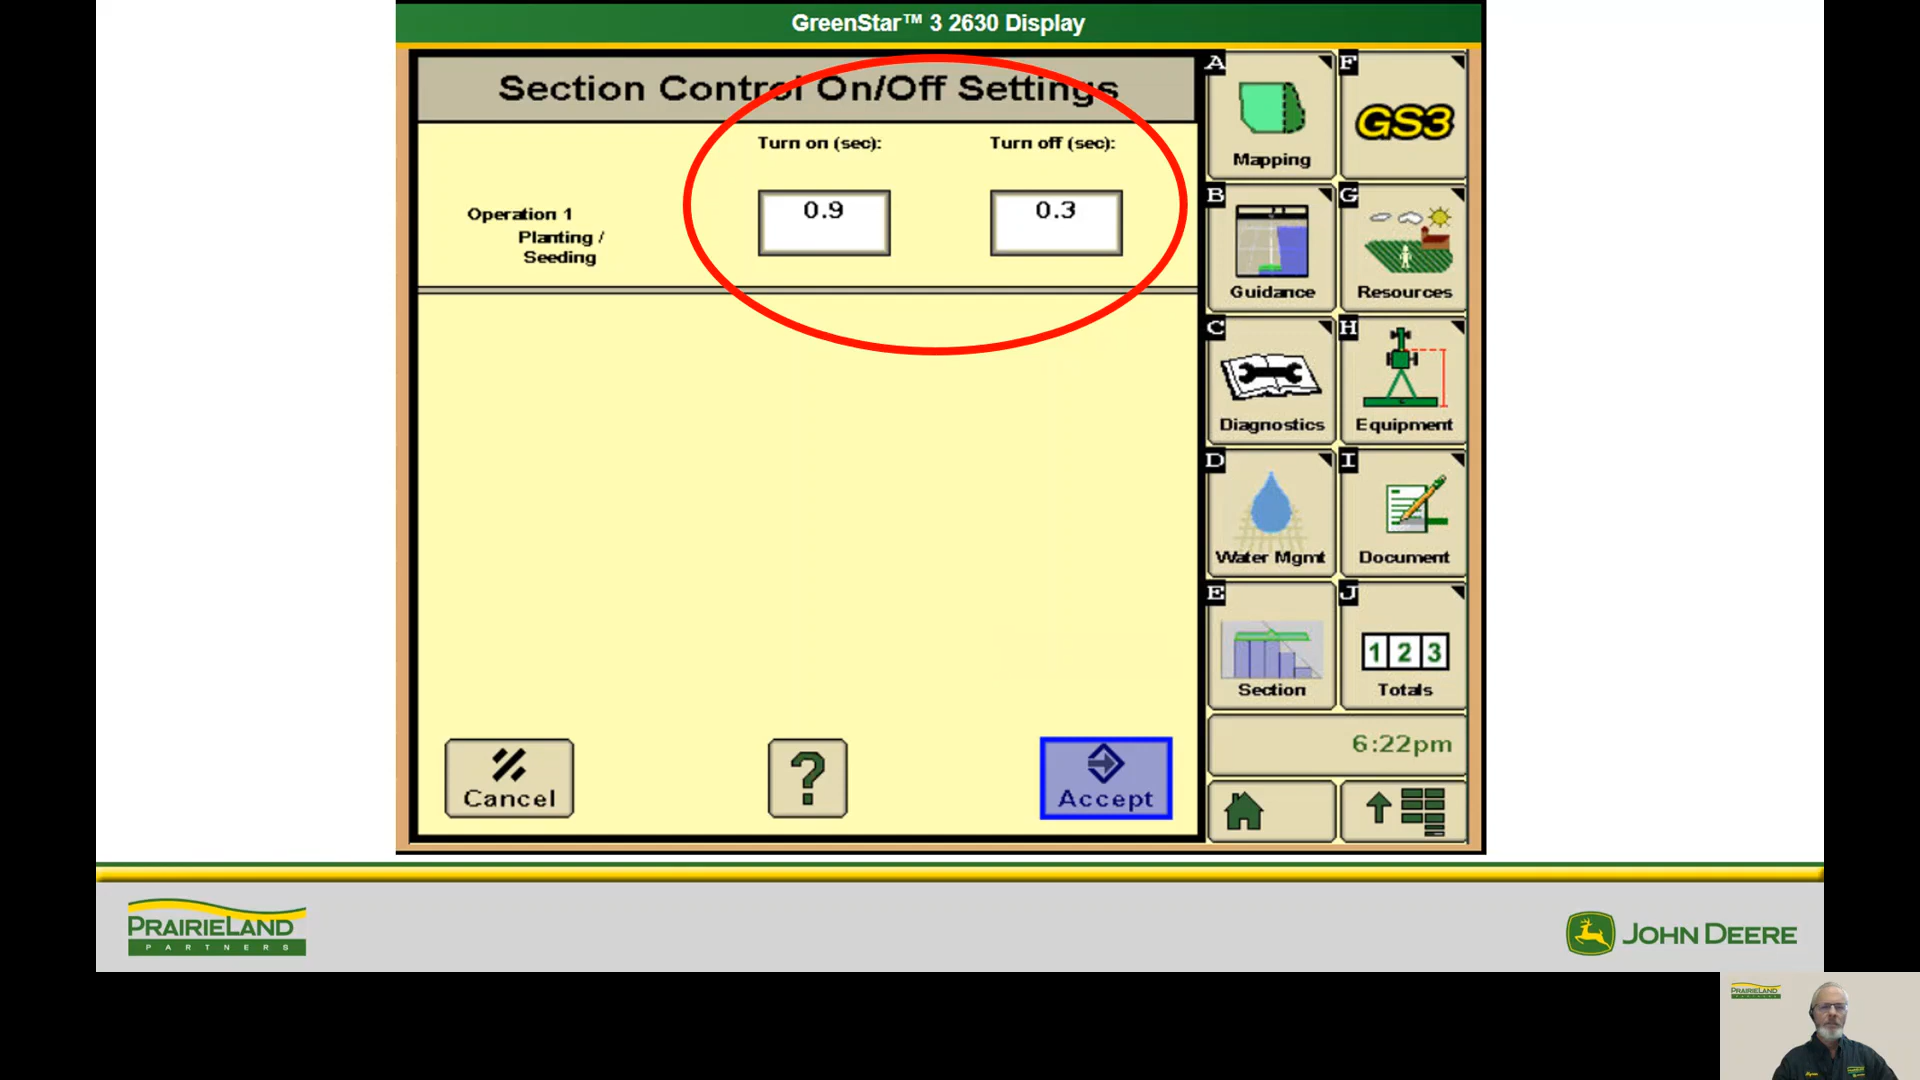 GreenStar™ 3 2630 Display
Section Control On/Off Settings
Turn on (sec):
Turn off (sec):
Operation 1
Planting /
Seeding
0.9
0.3
Cancel
?
Accept
A
Mapping
F
GS3
B
Guidance
G
Resources
C
Diagnostics
H
Equipment
D
Water Mgmt
I
Document
E
Section
J
1 2 3
Totals
6:22pm
PRAIRIELAND
PARTNERS
JOHN DEERE
PRAIRIELAND